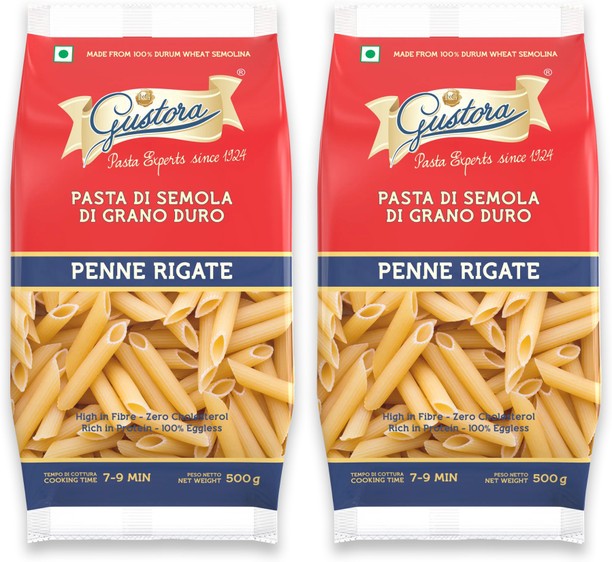 MADE FROM 100% DURUM WHEAT SEMOLINA
Gustora®
Pasta Experts since 1924
PASTA DI SEMOLA
DI GRANO DURO
PENNE RIGATE
High in Fibre - Zero Cholesterol
Rich in Protein - 100% Eggless
TEMPO DI COTTURA
COOKING TIME 7-9 MIN
PESO NETTO
NET WEIGHT 500 g
MADE FROM 100% DURUM WHEAT SEMOLINA
Gustora®
Pasta Experts since 1924
PASTA DI SEMOLA
DI GRANO DURO
PENNE RIGATE
High in Fibre - Zero Cholesterol
Rich in Protein - 100% Eggless
TEMPO DI COTTURA
COOKING TIME 7-9 MIN
PESO NETTO
NET WEIGHT 500 g